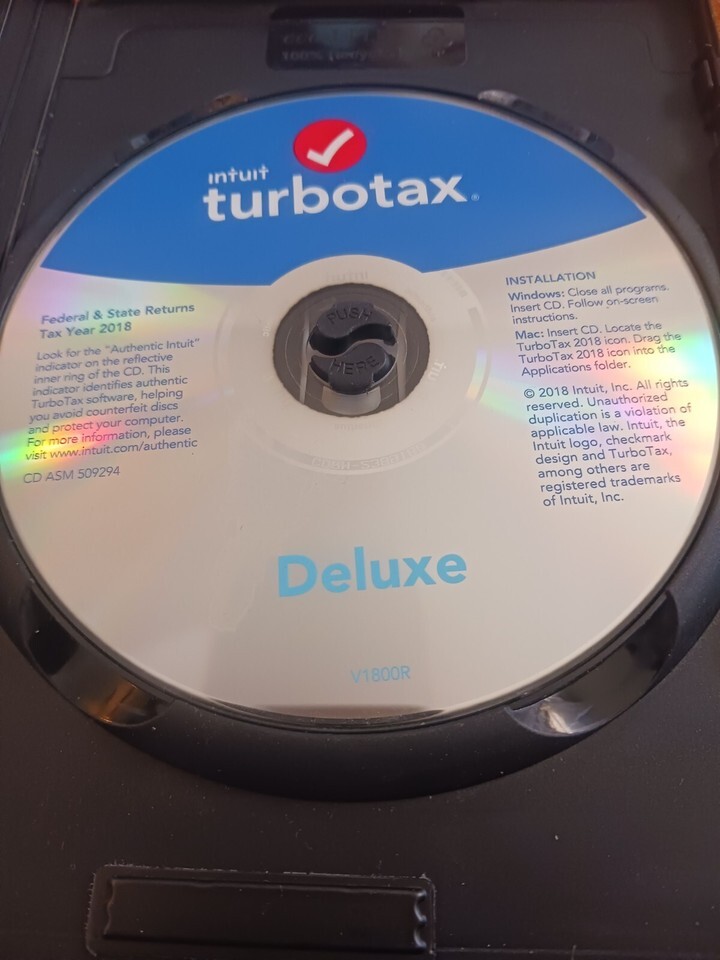 intuit
turbotax®
Federal & State Returns
Tax Year 2018
Look for the "Authentic Intuit"
indicator on the reflective
inner ring of the CD. This
indicator identifies authentic
TurboTax software, helping
you avoid counterfeit discs
and protect your computer.
For more information, please
visit www.intuit.com/authentic
CD ASM 509294
PUSH
HERE
INSTALLATION
Windows: Close all programs.
Insert CD. Follow on-screen
instructions.
Mac: Insert CD. Locate the
TurboTax 2018 icon. Drag the
TurboTax 2018 icon into the
Applications folder.
© 2018 Intuit, Inc. All rights
reserved. Unauthorized
duplication is a violation of
applicable law. Intuit, the
Intuit logo, checkmark
design and TurboTax,
among others are
registered trademarks
of Intuit, Inc.
Deluxe
V1800R